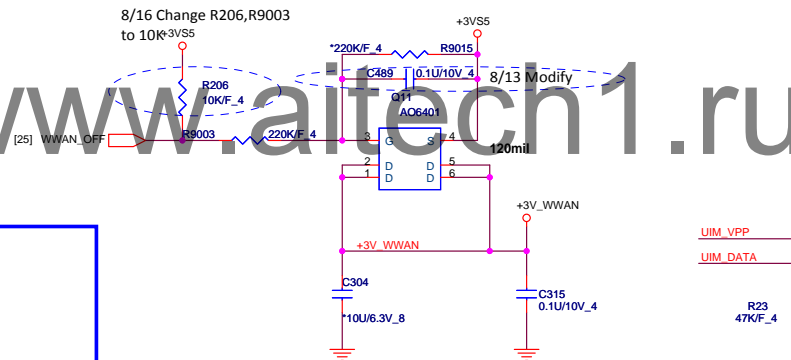 8/16 Change R206,R9003
to 10K
+3VS5
+3VS5
*220K/F_4
R9015
C489
0.1U/10V_4
8/13 Modify
R206
10K/F_4
Q11
AO6401
[25] WWAN_OFF
R9003
220K/F_4
3
G
S
4
120mil
2
D
D
5
1
D
D
6
www.aitech1.ru
+3V_WWAN
+3V_WWAN
UIM_VPP
UIM_DATA
C304
*10U/6.3V_8
C315
0.1U/10V_4
R23
47K/F_4